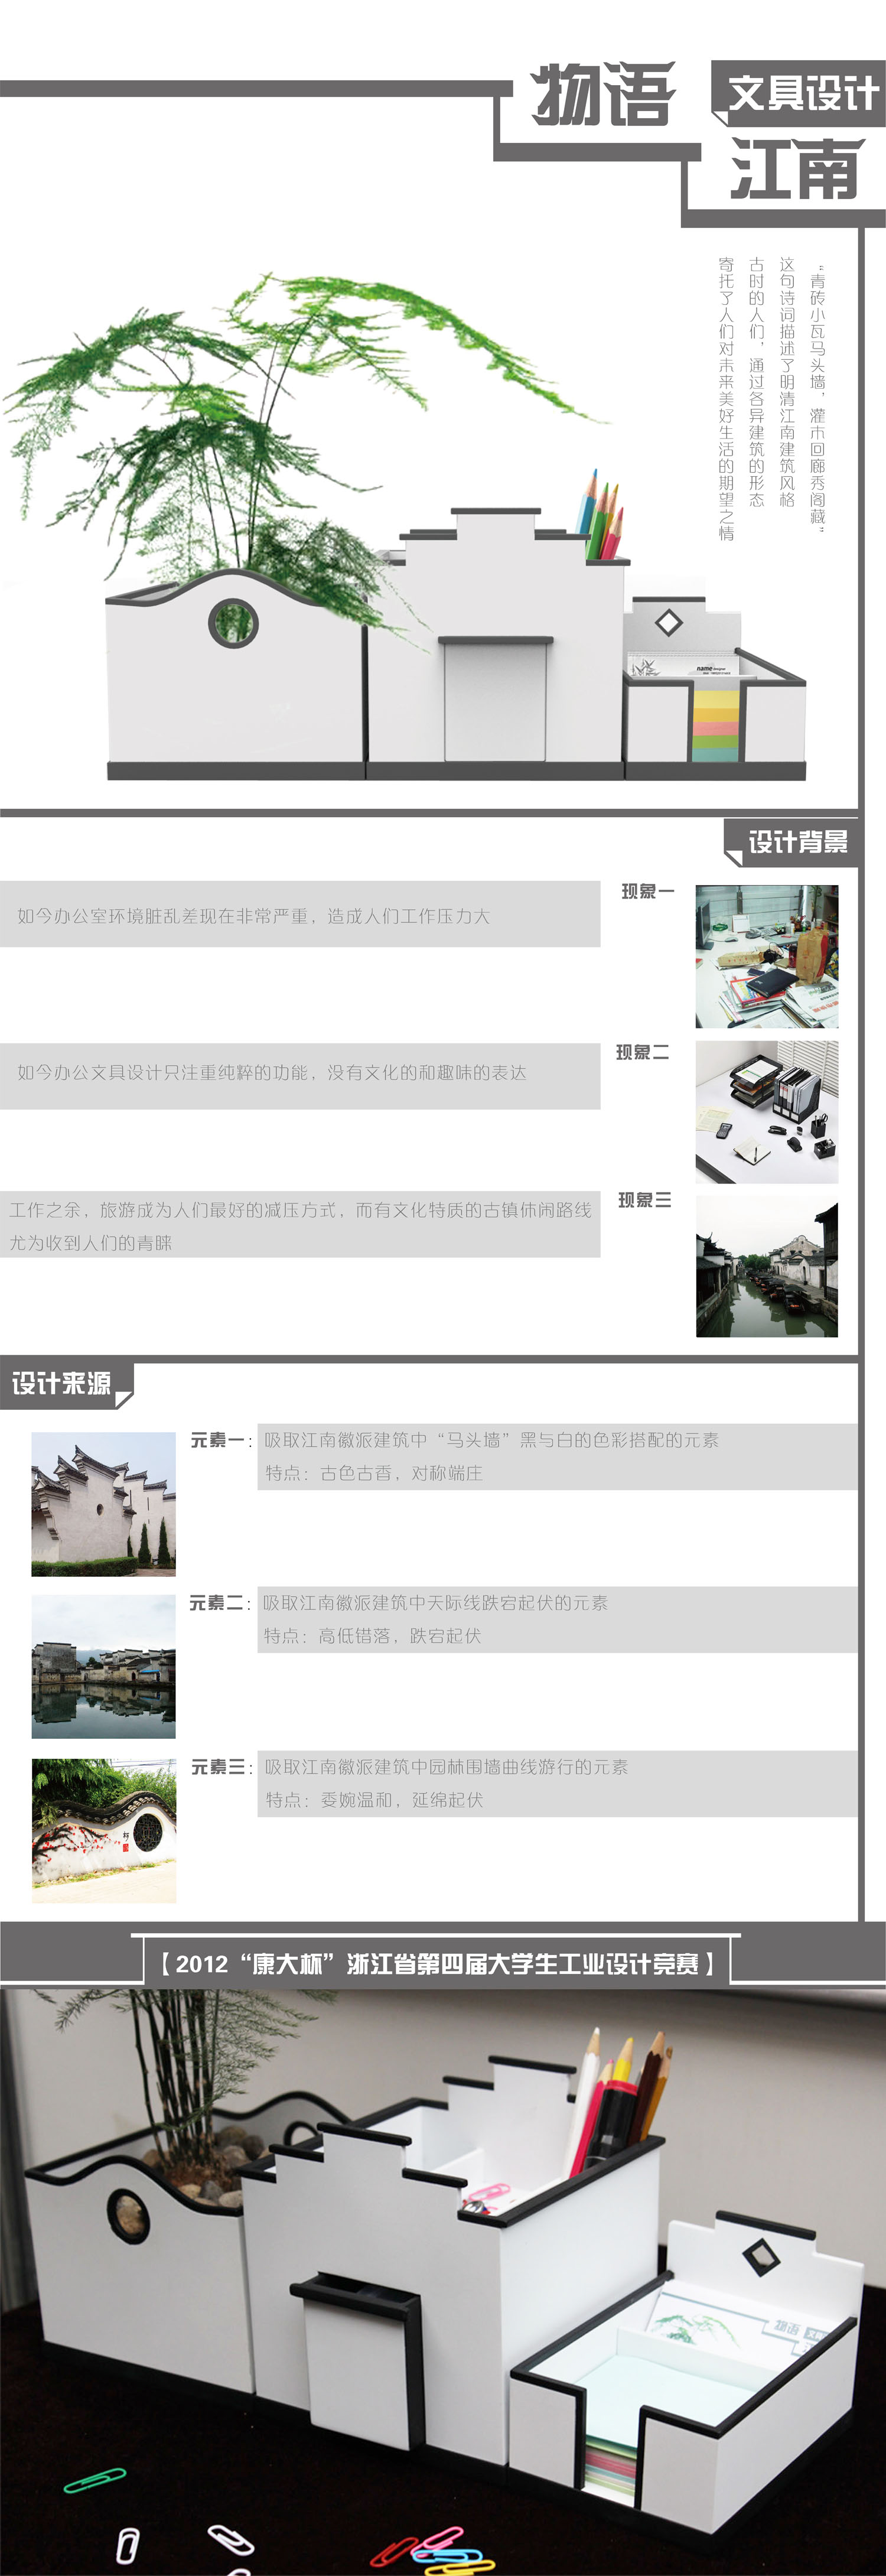 物语
文具设计
江南
“青砖小瓦马头墙，灌木回廊秀阁藏”
这句诗词描述了明清江南建筑风格
古时的人们，通过各异建筑的形态
寄托了人们对未来美好生活的期望之情
name
设计背景
现象一
如今办公室环境脏乱差现在非常严重，造成人们工作压力大
现象二
如今办公文具设计只注重纯粹的功能，没有文化的和趣味的表达
现象三
工作之余，旅游成为人们最好的减压方式，而有文化特质的古镇休闲路线
尤为收到人们的青睐
设计来源
元素一：吸取江南徽派建筑中“马头墙”黑与白的色彩搭配的元素
特点：古色古香，对称端庄
元素二：吸取江南徽派建筑中天际线跌宕起伏的元素
特点：高低错落，跌宕起伏
元素三：吸取江南徽派建筑中园林围墙曲线游行的元素
特点：委婉温和，延绵起伏
【2012“康大杯”浙江省第四届大学生工业设计竞赛】
物语